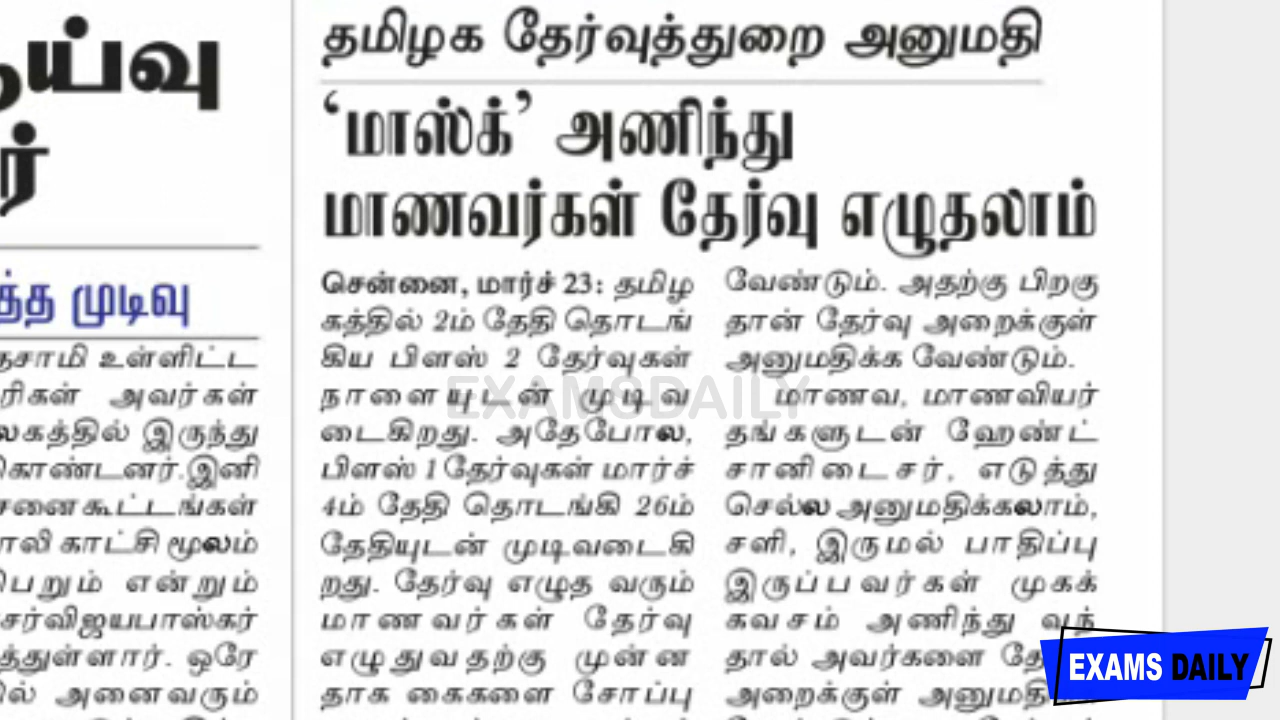 தமிழக தேர்வுத்துறை அனுமதி
‘மாஸ்க்’ அணிந்து
மாணவர்கள் தேர்வு எழுதலாம்
சென்னை, மார்ச் 23: தமிழ
கத்தில் 2ம் தேதி தொடங்
கிய பிளஸ் 2 தேர்வுகள்
நாளையுடன் முடிவ
டைகிறது. அதேபோல,
பிளஸ் 1 தேர்வுகள் மார்ச்
4ம் தேதி தொடங்கி 26ம்
தேதியுடன் முடிவடைகி
றது. தேர்வு எழுத வரும்
மாணவர்கள் தேர்வு
எழுதுவதற்கு முன்ன
தாக கைகளை சோப்பு
வேண்டும். அதற்கு பிறகு
தான் தேர்வு அறைக்குள்
அனுமதிக்க வேண்டும்.
மாணவ, மாணவியர்
தங்களுடன் ஹேண்ட்
சானிடைசர், எடுத்து
செல்ல அனுமதிக்கலாம்,
சளி, இருமல் பாதிப்பு
இருப்பவர்கள் முகக்
கவசம் அணிந்து வந்
தால் அவர்களை
அறைக்குள்
த்த முடிவு
உள்ளிட்ட
ரிகள் அவர்கள்
லகத்தில் இருந்து
கொண்டனர்.இனி
சனை கூட்டங்கள்
ாலி காட்சி மூலம்
பெறும் என்றும்
சர்விஜயபாஸ்கர்
த்துள்ளார். ஒரே
ில் அனைவரும்
EXAMSDAILY
EXAMS DAILY